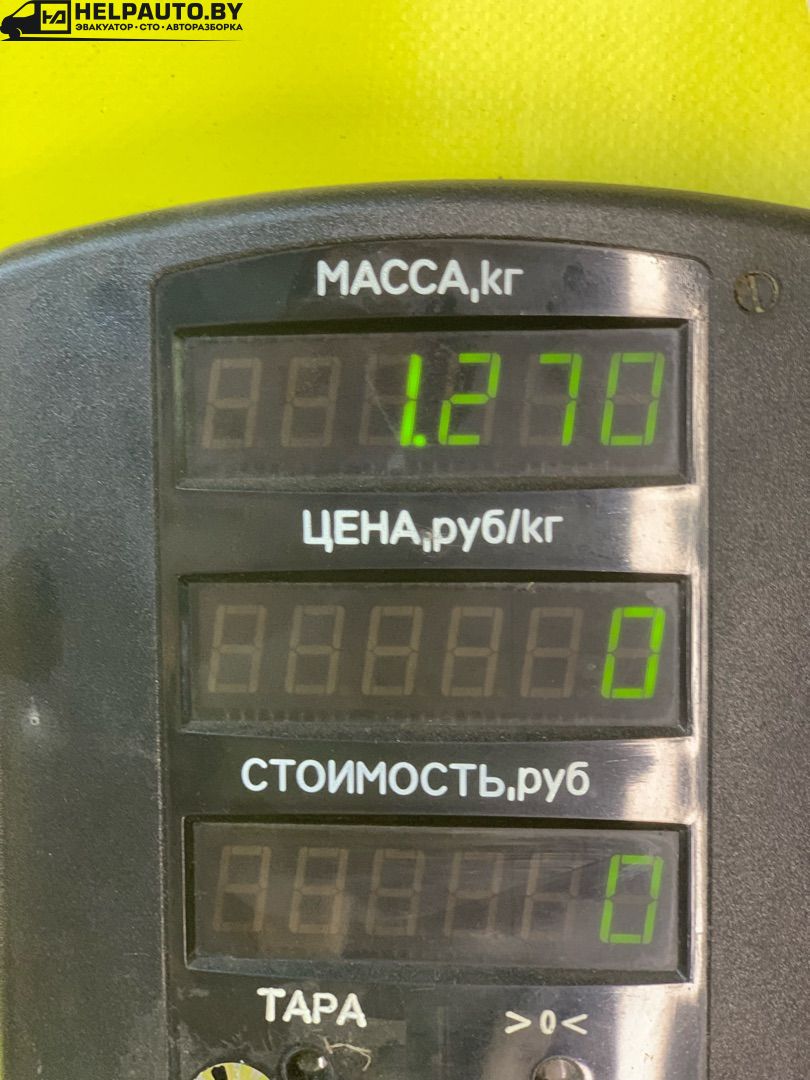 HELPAUTO.BY
ЭВАКУАТОР • СТО • АВТОРАЗБОРКА
МАССА,кг
1.270
ЦЕНА,руб/кг
0
СТОИМОСТЬ,руб
0
ТАРА >0<